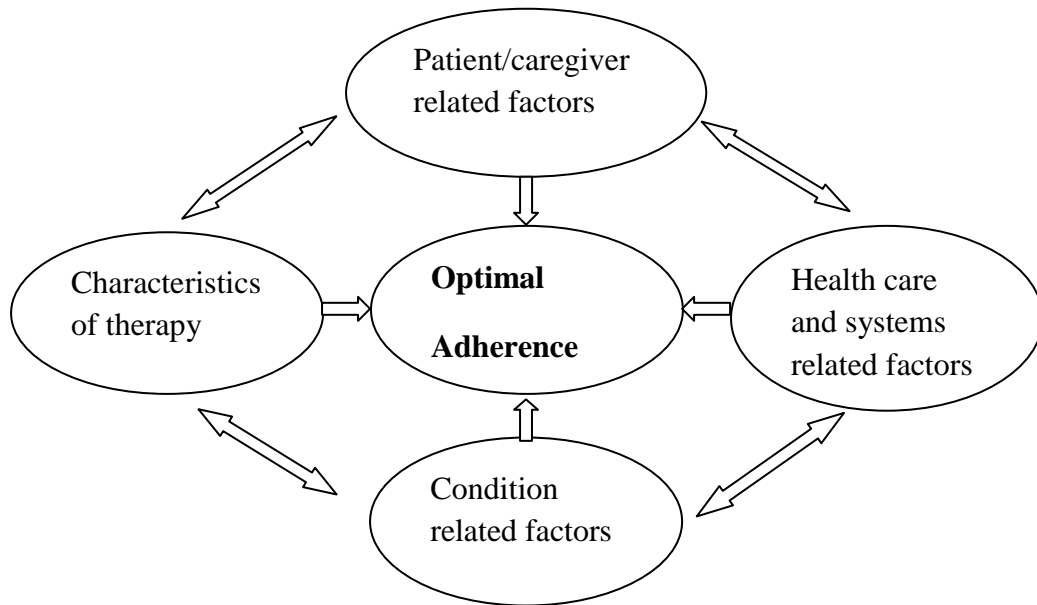 Patient/caregiver
related factors
Characteristics
of therapy
Optimal
Adherence
Health care
and systems
related factors
Condition
related factors